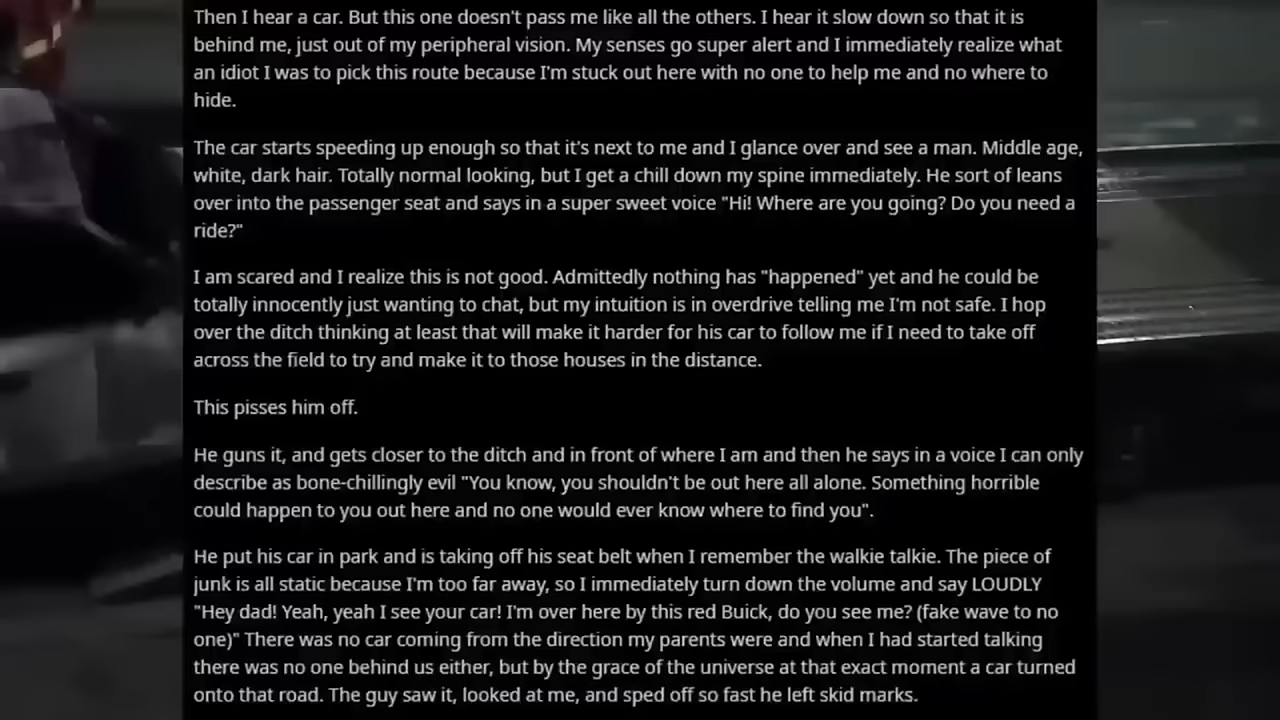 Then I hear a car. But this one doesn't pass me like all the others. I hear it slow down so that it is
behind me, just out of my peripheral vision. My senses go super alert and I immediately realize what
an idiot I was to pick this route because I'm stuck out here with no one to help me and no where to
hide.
The car starts speeding up enough so that it's next to me and I glance over and see a man. Middle age,
white, dark hair. Totally normal looking, but I get a chill down my spine immediately. He sort of leans
over into the passenger seat and says in a super sweet voice "Hi! Where are you going? Do you need a
ride?"
I am scared and I realize this is not good. Admittedly nothing has "happened" yet and he could be
totally innocently just wanting to chat, but my intuition is in overdrive telling me I'm not safe. I hop
over the ditch thinking at least that will make it harder for his car to follow me if I need to take off
across the field to try and make it to those houses in the distance.
This pisses him off.
He guns it, and gets closer to the ditch and in front of where I am and then he says in a voice I can only
describe as bone-chillingly evil "You know, you shouldn't be out here all alone. Something horrible
could happen to you out here and no one would ever know where to find you".
He put his car in park and is taking off his seat belt when I remember the walkie talkie. The piece of
junk is all static because I'm too far away, so I immediately turn down the volume and say LOUDLY
"Hey dad! Yeah, yeah I see your car! I'm over here by this red Buick, do you see me? (fake wave to no
one)" There was no car coming from the direction my parents were and when I had started talking
there was no one behind us either, but by the grace of the universe at that exact moment a car turned
onto that road. The guy saw it, looked at me, and sped off so fast he left skid marks.